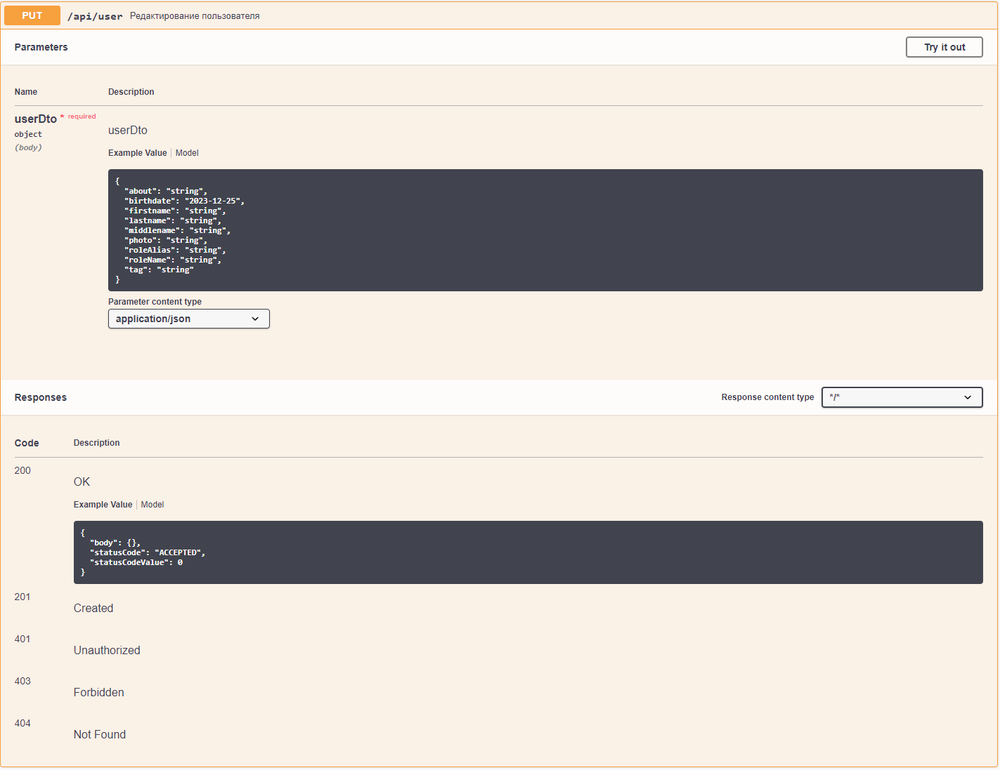 PUT /api/user Редактирование пользователя
Parameters Try it out
Name Description
userDto * required
object
(body)
userDto
Example Value Model
{
"about": "string",
"birthdate": "2023-12-25",
"firstname": "string",
"lastname": "string",
"middlename": "string",
"photo": "string",
"roleAlias": "string",
"roleName": "string",
"tag": "string"
}
Parameter content type
application/json
Responses Response content type */*
Code Description
200
OK
Example Value Model
{
"body": {},
"statusCode": "ACCEPTED",
"statusCodeValue": 0
}
201
Created
401
Unauthorized
403
Forbidden
404
Not Found